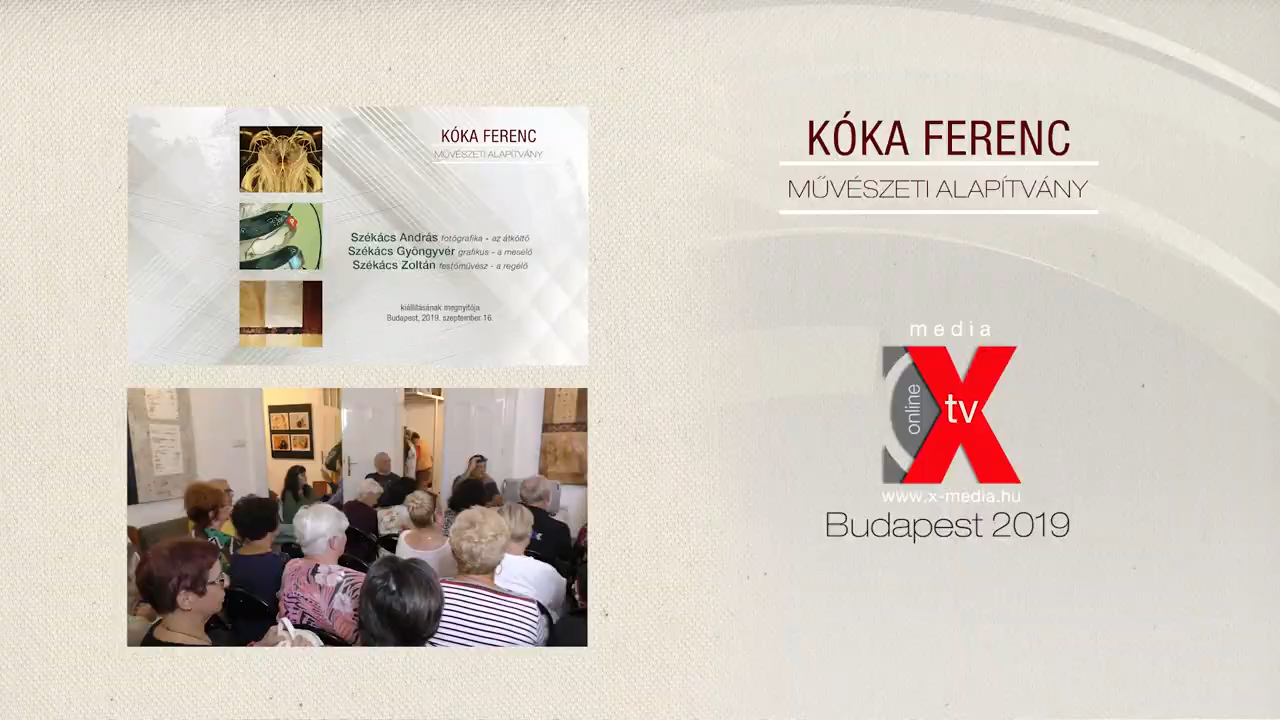 KÓKA FERENC
MŰVÉSZETI ALAPÍTVÁNY
Székács András fotógrafika - az átkötő
Székács Gyöngyvér grafikus - a mesélő
Székács Zoltán festőművész - a regélő
kiállításának megnyitója
Budapest, 2019. szeptember 16.
KÓKA FERENC
MŰVÉSZETI ALAPÍTVÁNY
media
online
tv
X
www.x-media.hu
Budapest 2019